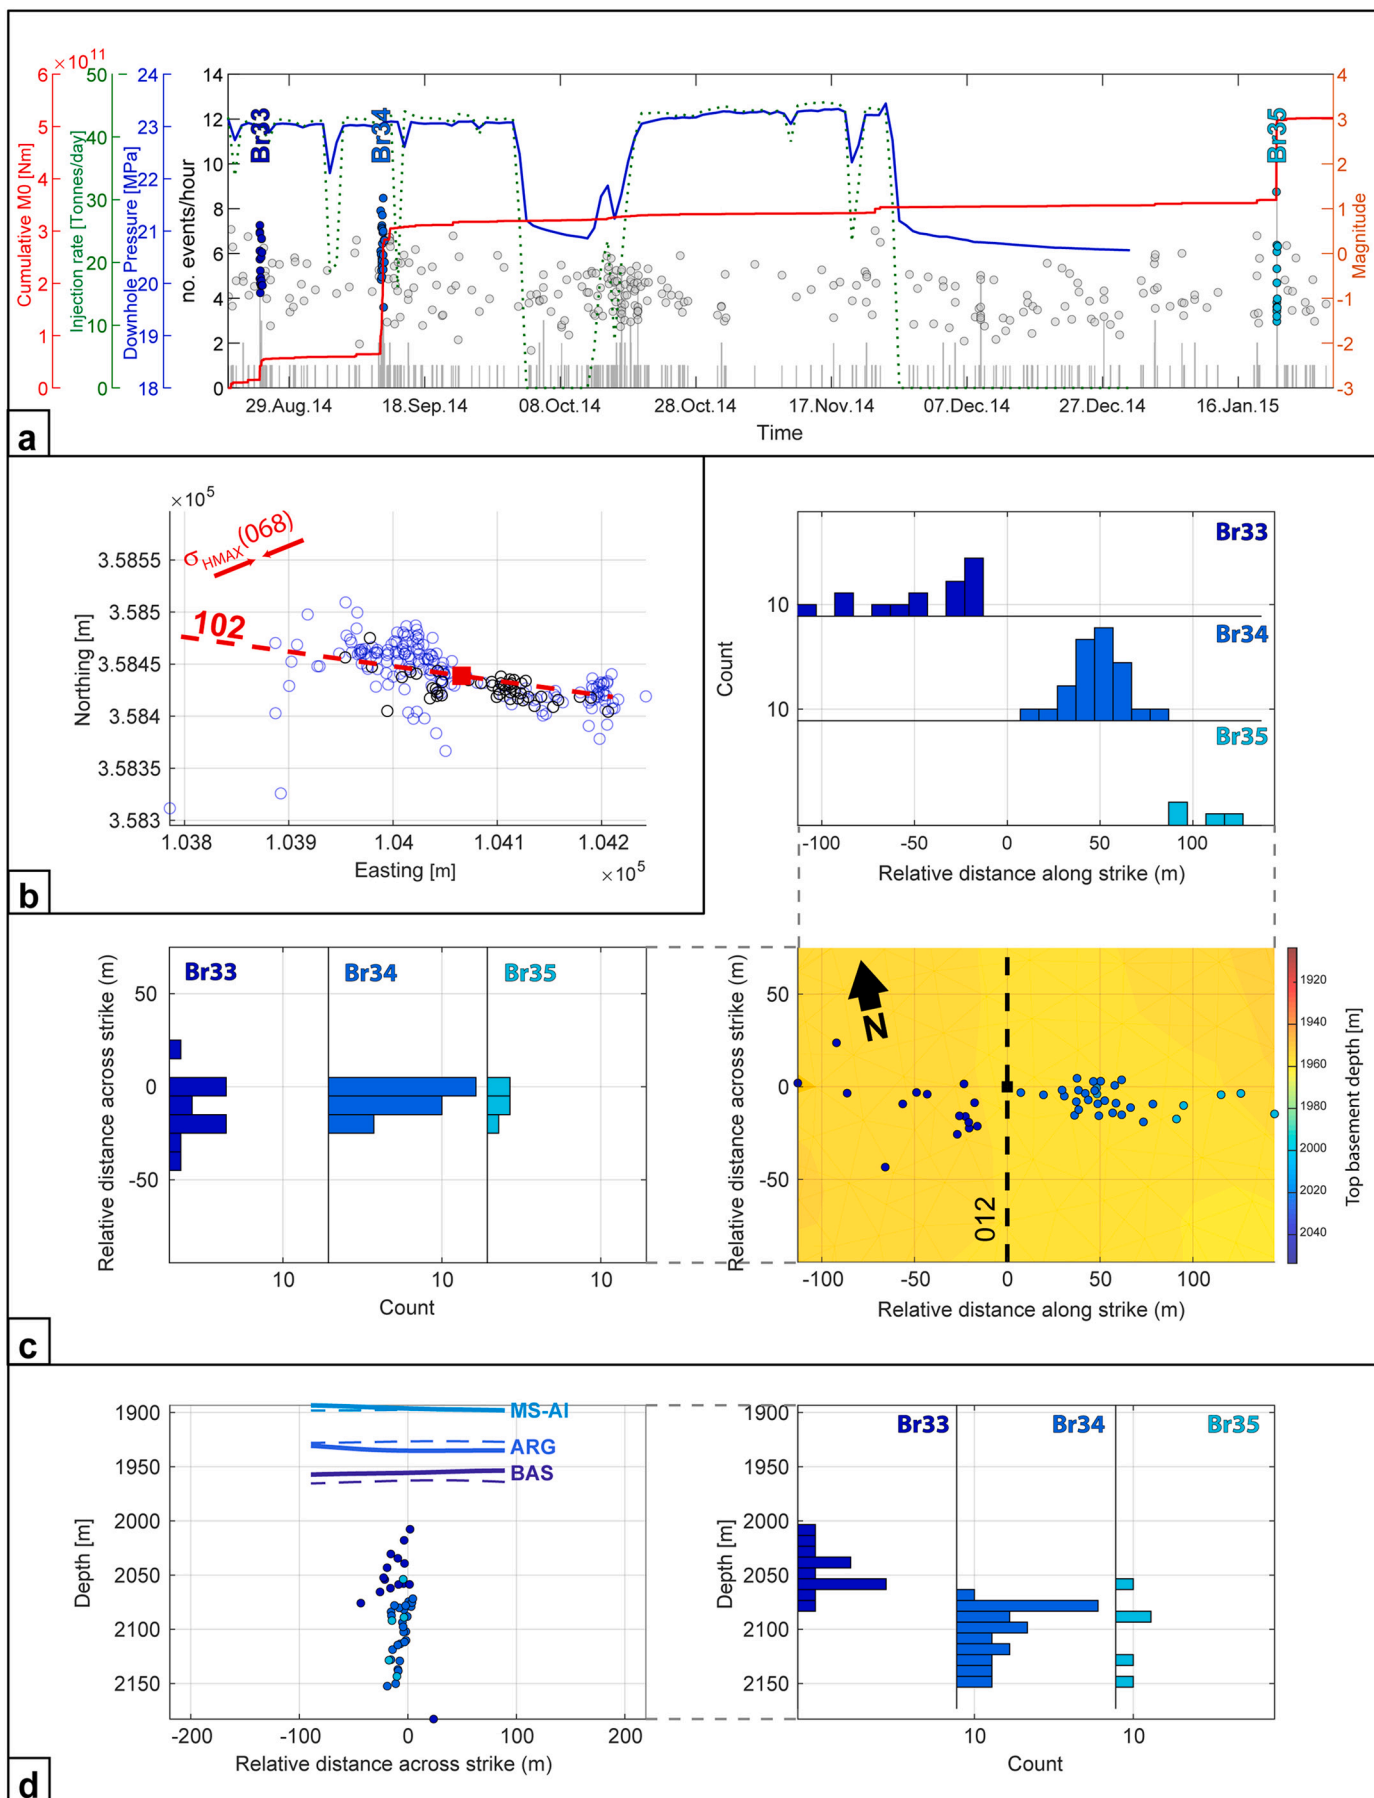 ×10¹¹
6 50 24 14 4
5 40 23 12 3
4 22 10 2
30 8 1
3 21 6 0
20
2 20 4 -1
10
1 19 2 -2
0 0 18 0 -3
Cumulative M0 [Nm]
Injection rate [Tonnes/day]
Downhole Pressure [MPa]
no. events/hour
Br33
Br34
Br35
Magnitude
29.Aug.14 18.Sep.14 08.Oct.14 28.Oct.14 17.Nov.14 07.Dec.14 27.Dec.14 16.Jan.15
Time
a
×10⁵
σHMAX(068)
102
3.5855
3.585
3.5845
3.584
3.5835
3.583
Northing [m]
1.038 1.039 1.04 1.041 1.042
Easting [m]
×10⁵
b
Br33
10
Br34
10
Br35
Count
-100 -50 0 50 100
Relative distance along strike (m)
Br33 Br34 Br35
50
0
-50
Relative distance across strike (m)
10 10 10
Count
50
0
-50
Relative distance across strike (m)
N
012
-100 -50 0 50 100
Relative distance along strike (m)
1920
1940
1960
1980
2000
2020
2040
Top basement depth [m]
c
1900
1950
2000
2050
2100
2150
Depth [m]
MS-AI
ARG
BAS
-200 -100 0 100 200
Relative distance across strike (m)
Br33 Br34 Br35
1900
1950
2000
2050
2100
2150
Depth [m]
10 10
Count
d